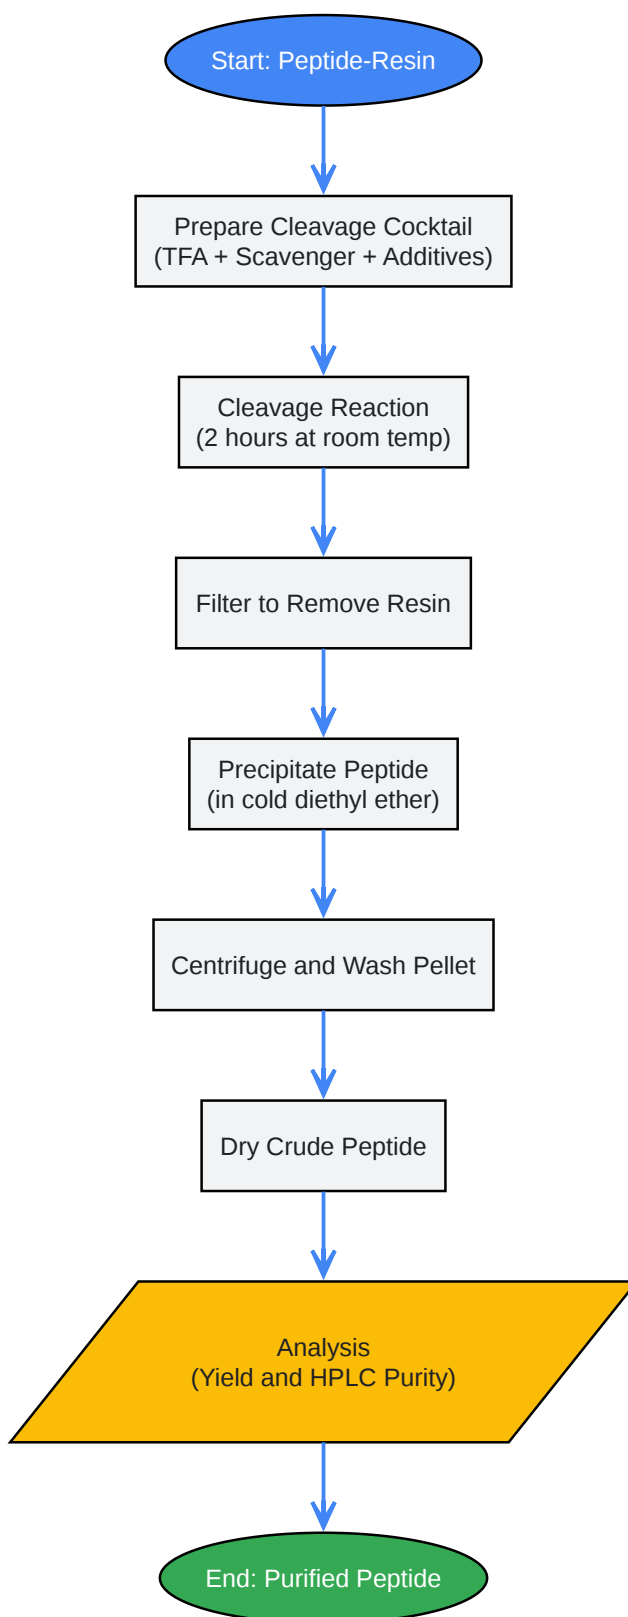 Start: Peptide-Resin
Prepare Cleavage Cocktail
(TFA + Scavenger + Additives)
Cleavage Reaction
(2 hours at room temp)
Filter to Remove Resin
Precipitate Peptide
(in cold diethyl ether)
Centrifuge and Wash Pellet
Dry Crude Peptide
Analysis
(Yield and HPLC Purity)
End: Purified Peptide